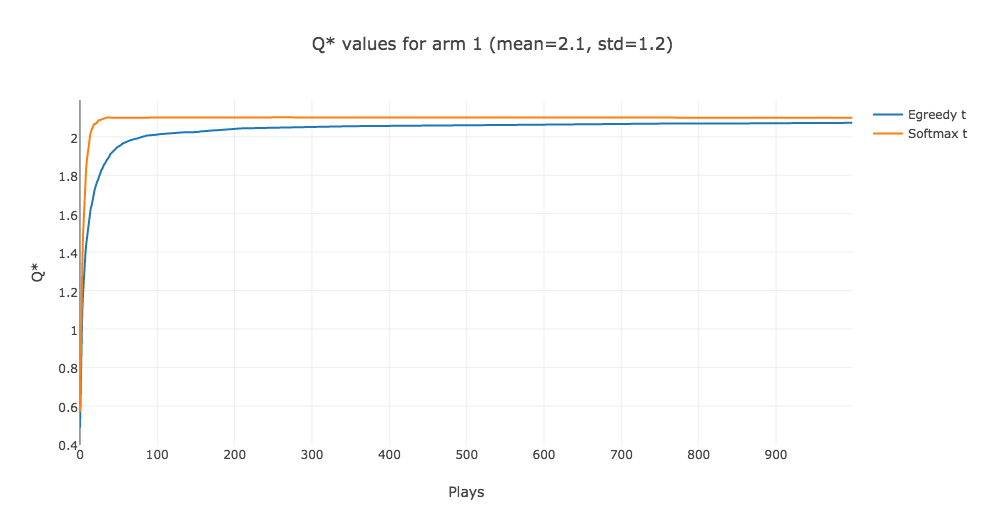 Q* values for arm 1 (mean=2.1, std=1.2)
Egreedy t
Softmax t
2
1.8
1.6
1.4
1.2
1
0.8
0.6
0.4
Q*
0 100 200 300 400 500 600 700 800 900
Plays